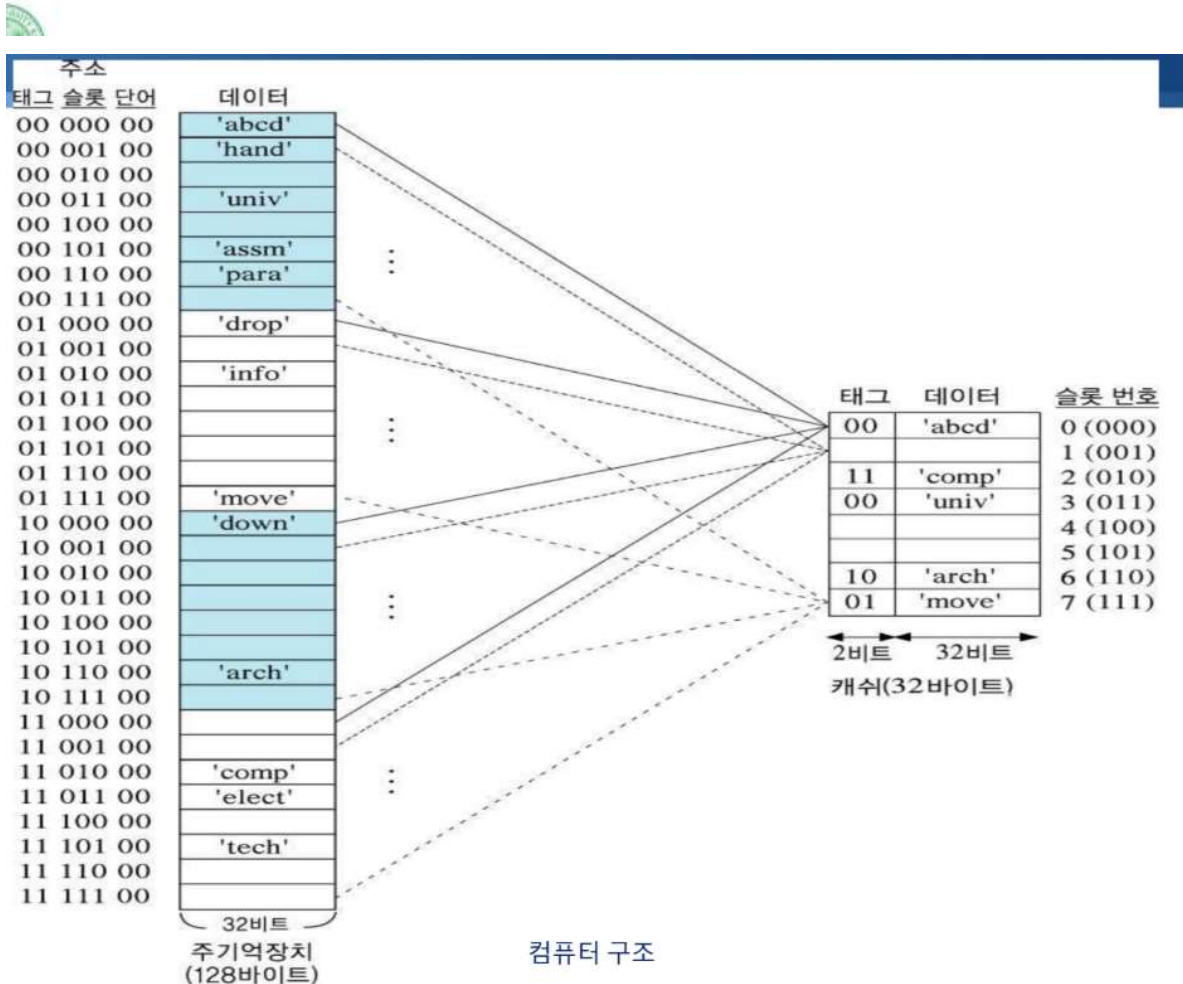 주소
태그 슬롯 단어 데이터
00 000 00 'abcd'
00 001 00 'hand'
00 010 00
00 011 00 'univ'
00 100 00
00 101 00 'assm'
00 110 00 'para'
00 111 00
01 000 00 'drop'
01 001 00
01 010 00 'info'
01 011 00
01 100 00
01 101 00
01 110 00
01 111 00 'move'
10 000 00 'down'
10 001 00
10 010 00
10 011 00
10 100 00
10 101 00
10 110 00 'arch'
10 111 00
11 000 00
11 001 00
11 010 00 'comp'
11 011 00 'elect'
11 100 00
11 101 00 'tech'
11 110 00
11 111 00
32비트
주기억장치
(128바이트)
태그 데이터 슬롯 번호
00 'abcd' 0 (000)
1 (001)
11 'comp' 2 (010)
00 'univ' 3 (011)
4 (100)
5 (101)
10 'arch' 6 (110)
01 'move' 7 (111)
2비트 32비트
캐쉬(32바이트)
컴퓨터 구조